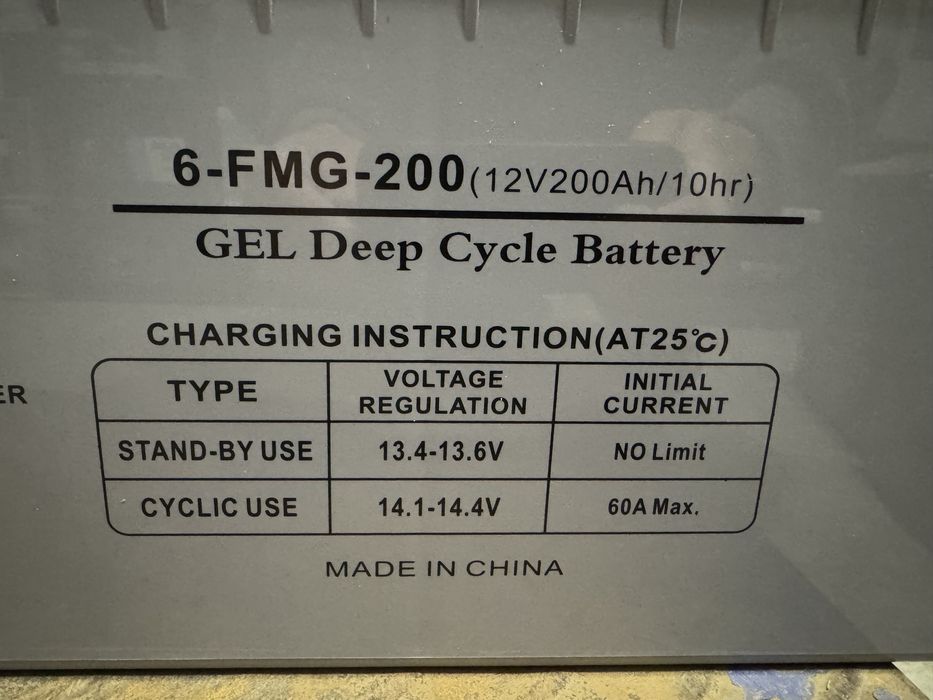 6-FMG-200(12V200Ah/10hr)
GEL Deep Cycle Battery
CHARGING INSTRUCTION(AT25℃)
TYPE VOLTAGE REGULATION INITIAL CURRENT
STAND-BY USE 13.4-13.6V NO Limit
CYCLIC USE 14.1-14.4V 60A Max.
MADE IN CHINA
ER